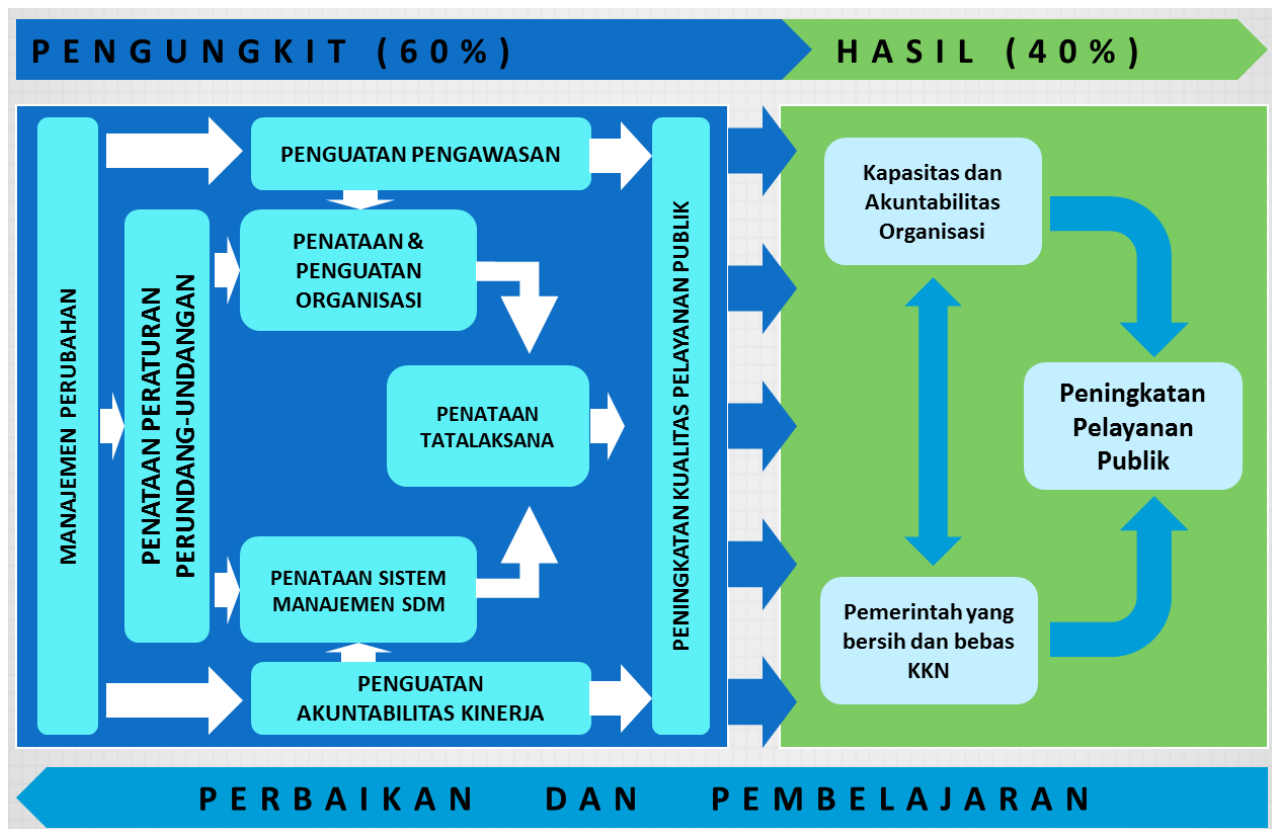 PENGUNGKIT (60%)
HASIL (40%)
MANAJEMEN PERUBAHAN
PENATAAN PERATURAN
PERUNDANG-UNDANGAN
PENGUATAN PENGAWASAN
PENATAAN &
PENGUATAN
ORGANISASI
PENATAAN
TATALAKSANA
PENATAAN SISTEM
MANAJEMEN SDM
PENGUATAN
AKUNTABILITAS KINERJA
PENINGKATAN KUALITAS PELAYANAN PUBLIK
Kapasitas dan
Akuntabilitas
Organisasi
Peningkatan
Pelayanan
Publik
Pemerintah yang
bersih dan bebas
KKN
PERBAIKAN DAN PEMBELAJARAN